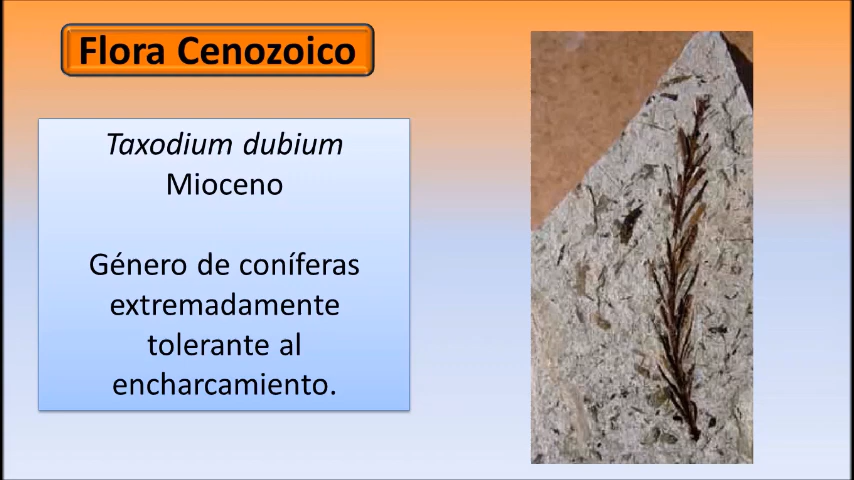 Flora Cenozoico
Taxodium dubium
Mioceno
Género de coníferas
extremadamente
tolerante al
encharcamiento.